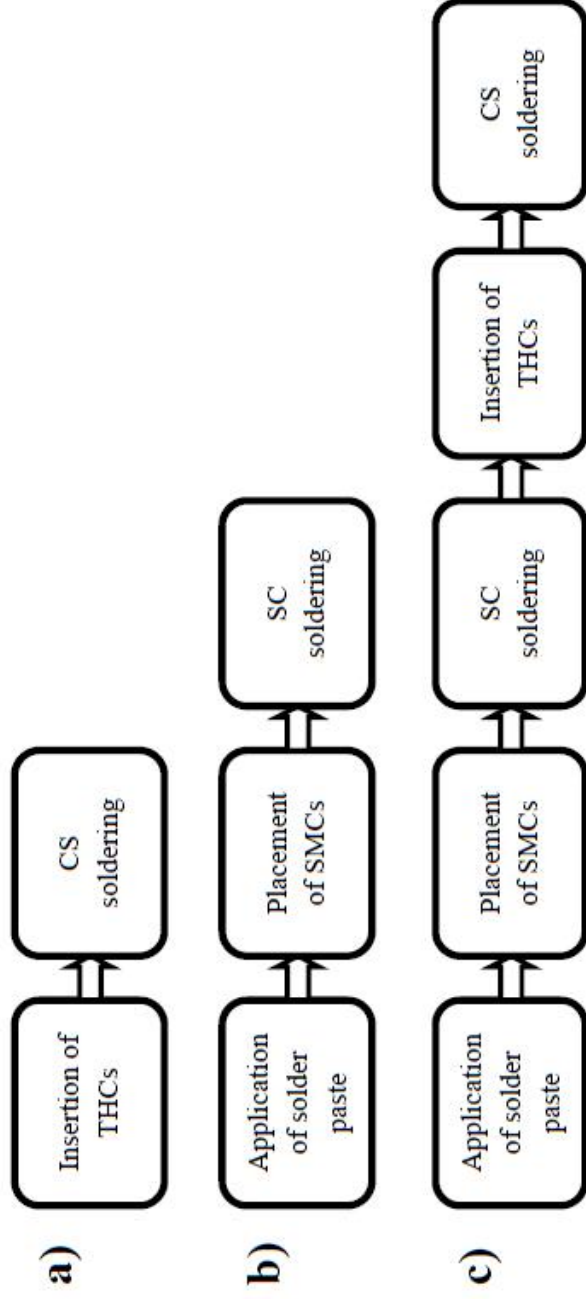 a)
Insertion of
THCs
CS
soldering
b)
Application
of solder
paste
Placement
of SMCs
SC
soldering
c)
Application
of solder
paste
Placement
of SMCs
SC
soldering
Insertion of
THCs
CS
soldering